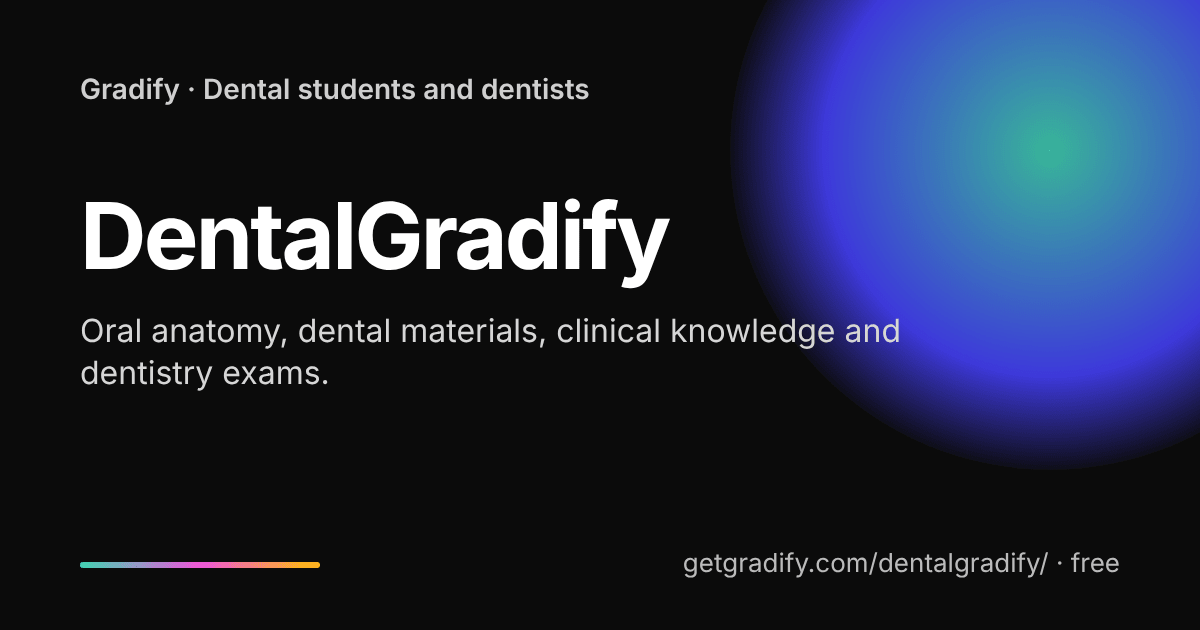 Gradify · Dental students and dentists
DentalGradify
Oral anatomy, dental materials, clinical knowledge and
dentistry exams.
getgradify.com/dentalgradify/ · free